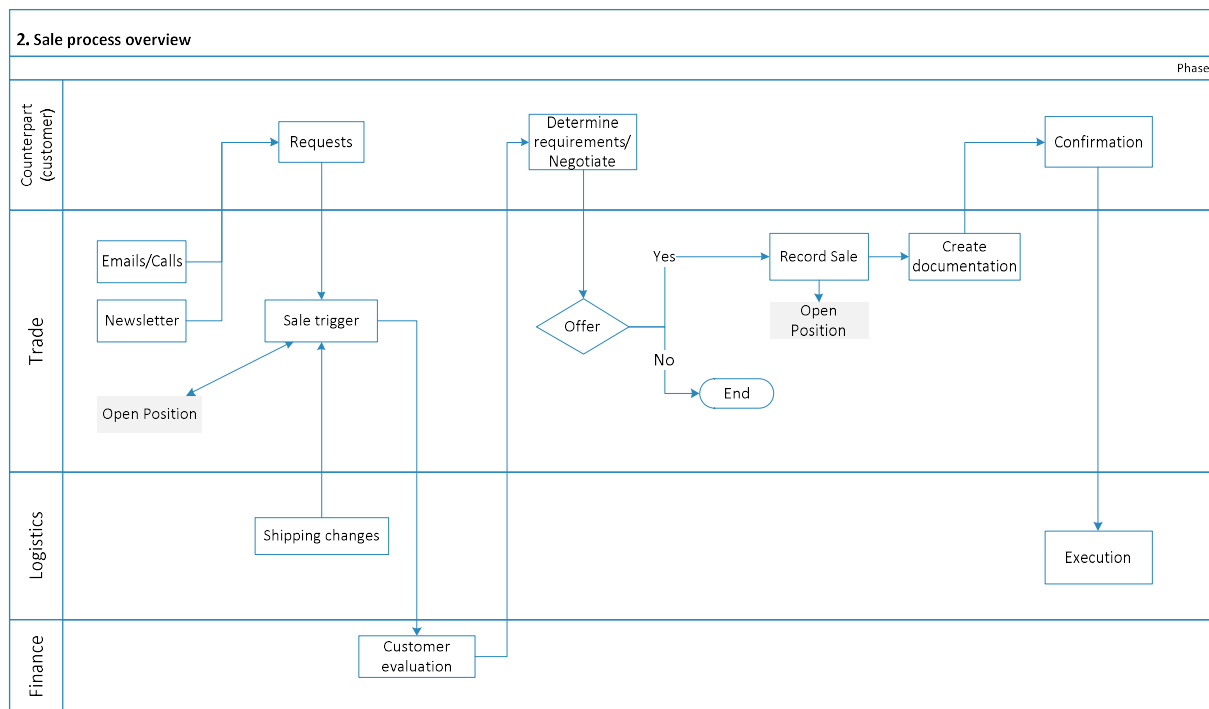 2. Sale process overview
Phase
Counterpart
(customer)
Requests
Determine
requirements/
Negotiate
Confirmation
Trade
Emails/Calls
Newsletter
Sale trigger
Open Position
Offer
Yes
No
Record Sale
Open
Position
End
Create
documentation
Logistics
Shipping changes
Execution
Finance
Customer
evaluation